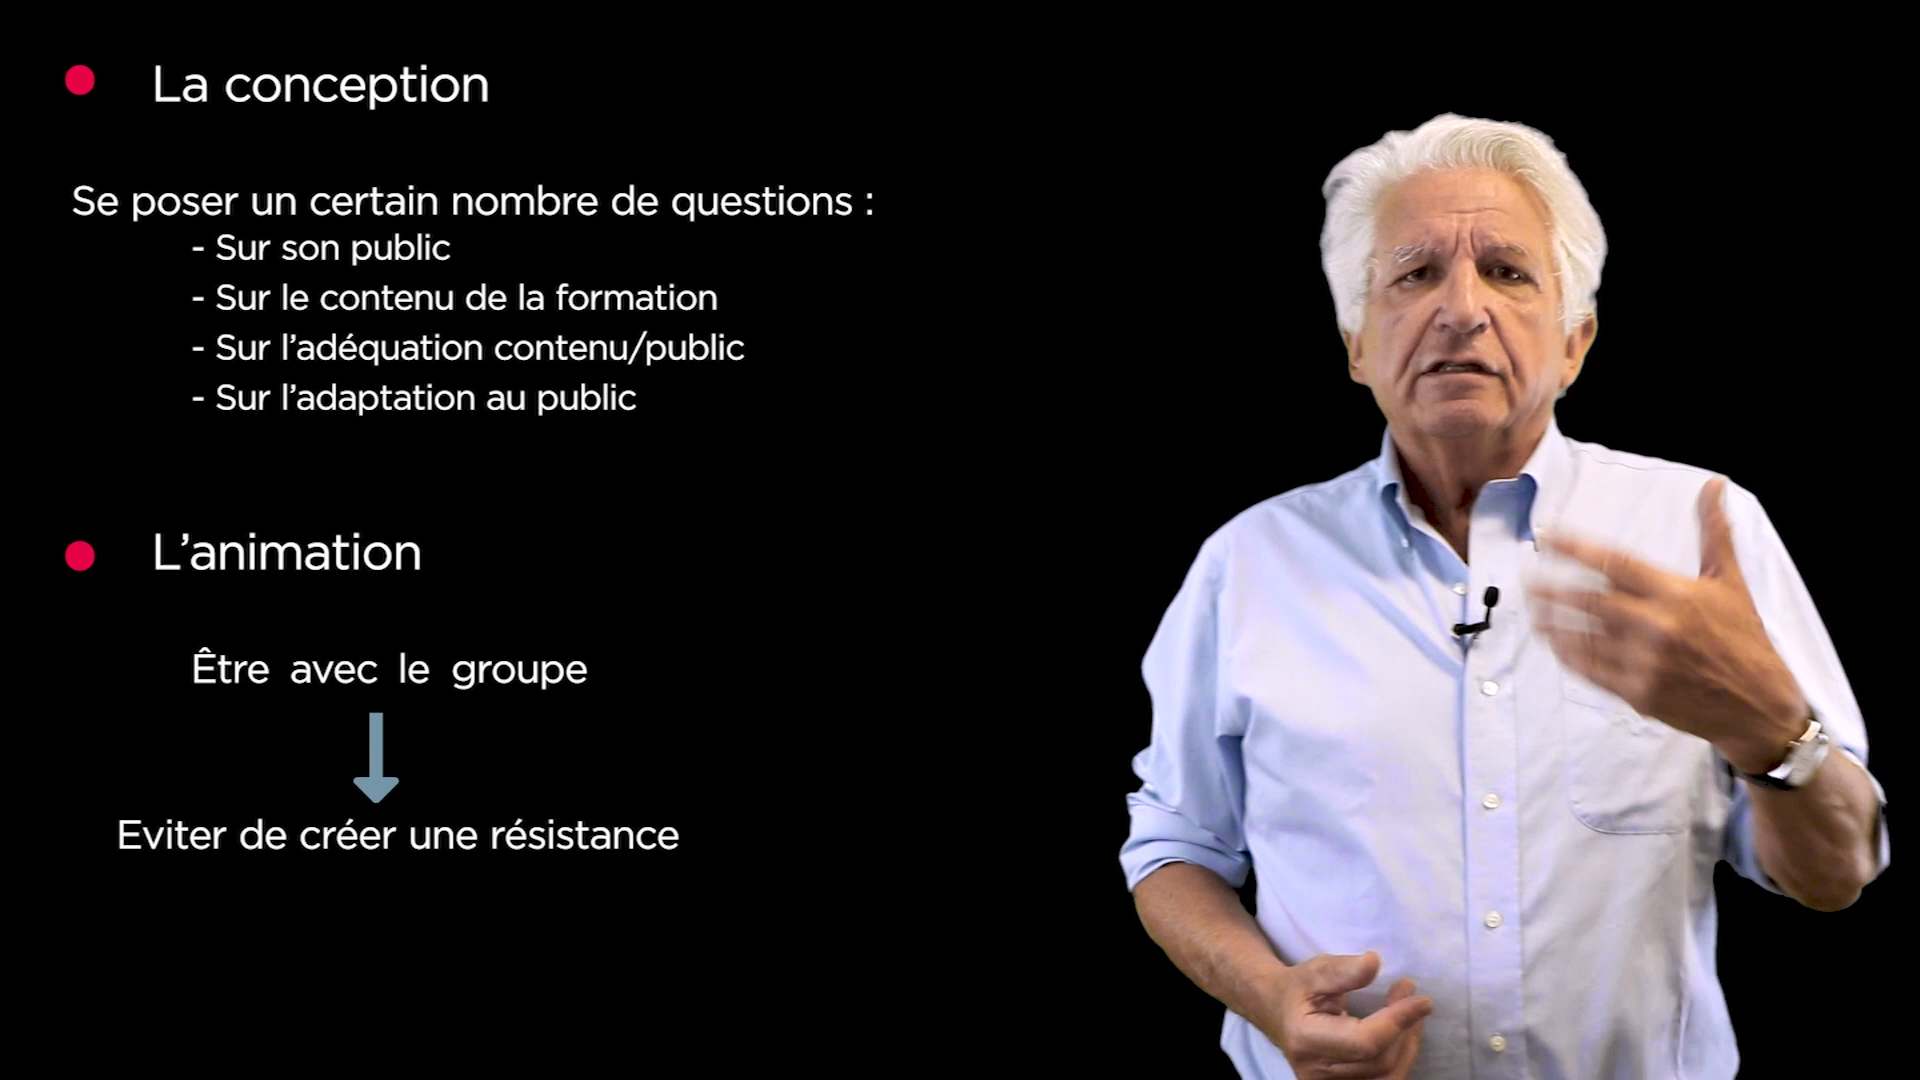 La conception
Se poser un certain nombre de questions :
- Sur son public
- Sur le contenu de la formation
- Sur l’adéquation contenu/public
- Sur l’adaptation au public
L’animation
Être avec le groupe
Eviter de créer une résistance